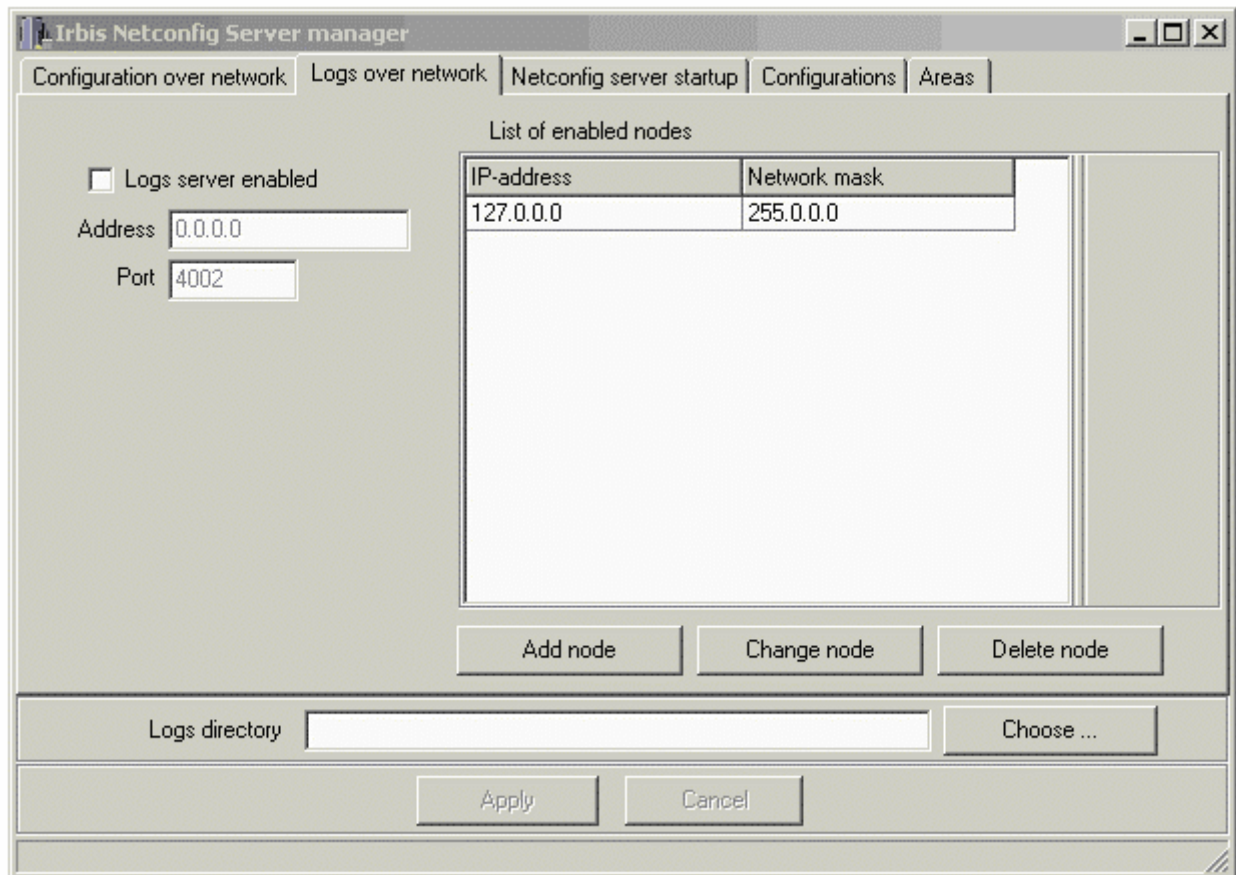 Irbis Netconfig Server manager
Configuration over network Logs over network Netconfig server startup Configurations Areas
List of enabled nodes
Logs server enabled
IP-address Network mask
127.0.0.0 255.0.0.0
Address 0.0.0.0
Port 4002
Add node Change node Delete node
Logs directory Choose ...
Apply Cancel